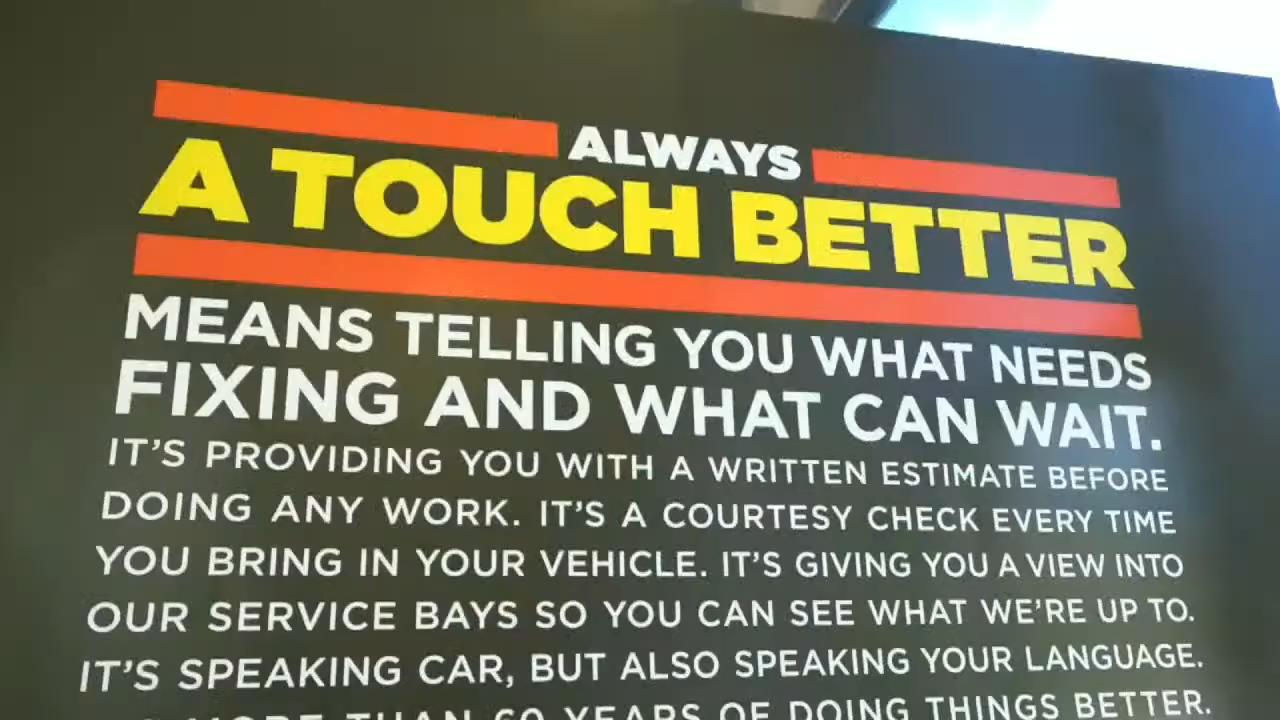 ALWAYS
A TOUCH BETTER
MEANS TELLING YOU WHAT NEEDS
FIXING AND WHAT CAN WAIT.
IT'S PROVIDING YOU WITH A WRITTEN ESTIMATE BEFORE
DOING ANY WORK. IT'S A COURTESY CHECK EVERY TIME
YOU BRING IN YOUR VEHICLE. IT'S GIVING YOU A VIEW INTO
OUR SERVICE BAYS SO YOU CAN SEE WHAT WE'RE UP TO.
IT'S SPEAKING CAR, BUT ALSO SPEAKING YOUR LANGUAGE.
MORE THAN 60 YEARS OF DOING THINGS BETTER.